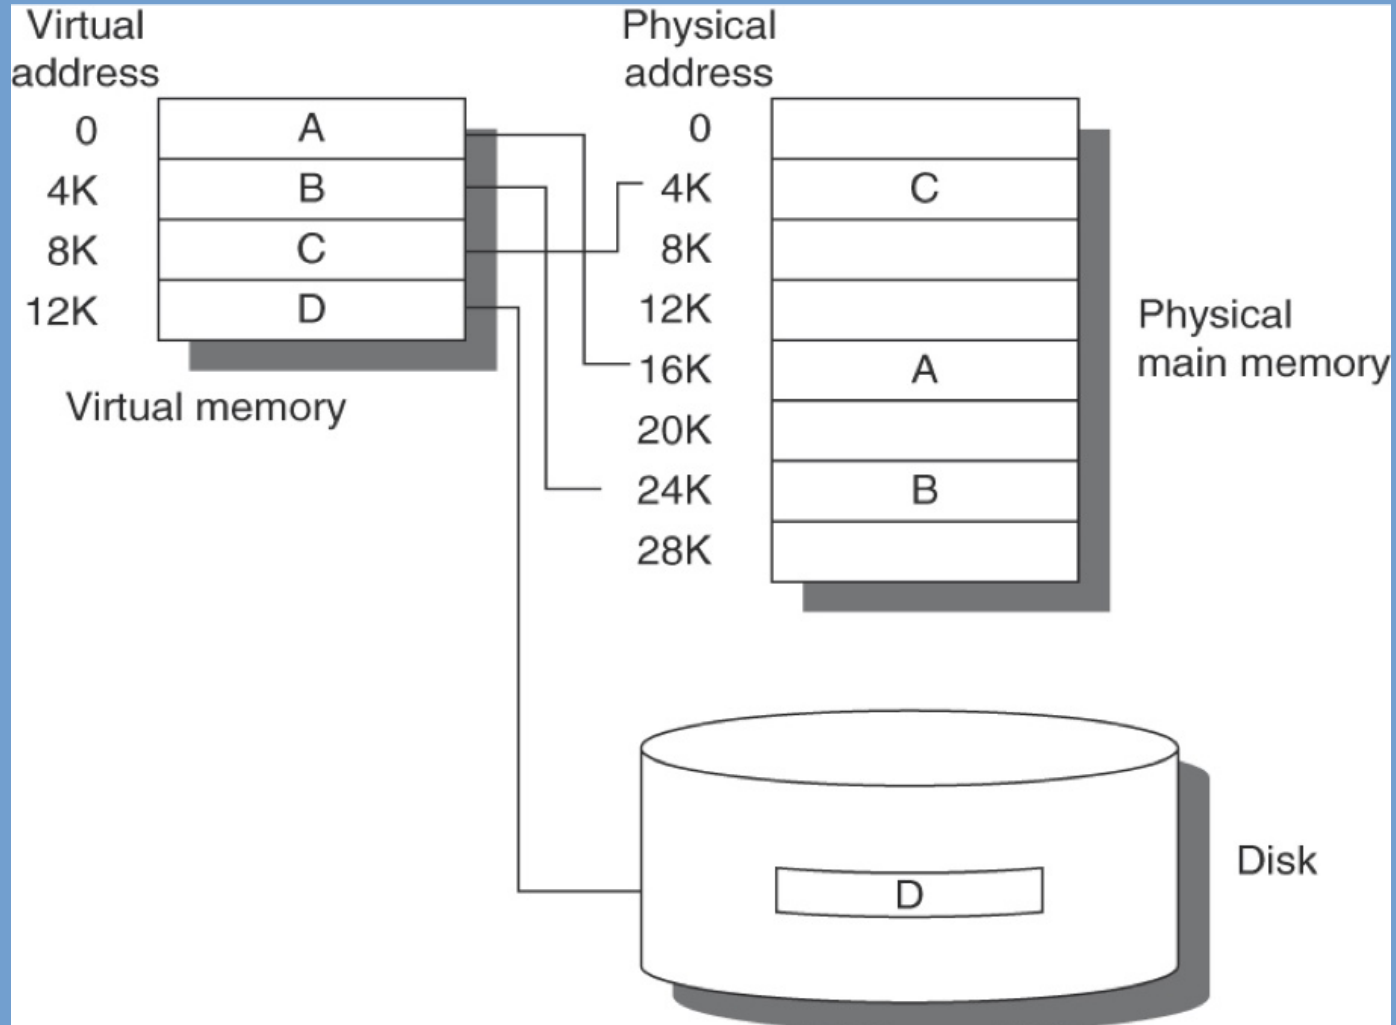 Virtual
address
0
A
4K
B
8K
C
12K
D
Virtual memory
Physical
address
0
4K
C
8K
12K
16K
A
20K
24K
B
28K
Physical
main memory
Disk
D